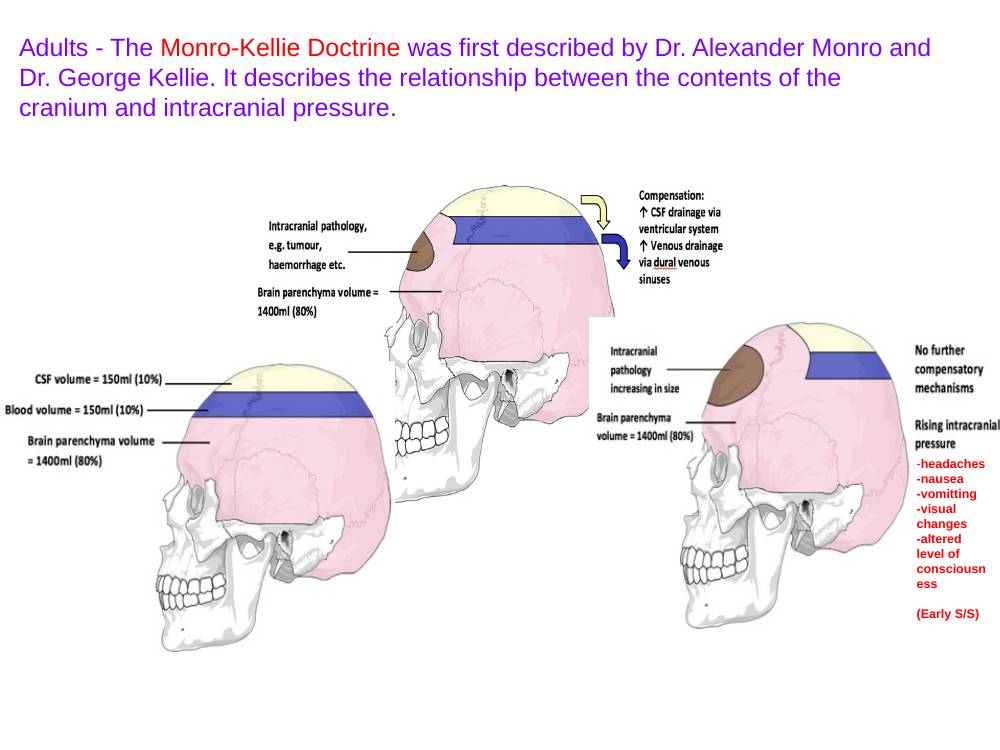 Adults - The Monro-Kellie Doctrine was first described by Dr. Alexander Monro and
Dr. George Kellie. It describes the relationship between the contents of the
cranium and intracranial pressure.
Intracranial pathology,
e.g. tumour,
haemorrhage etc.
Brain parenchyma volume =
1400ml (80%)
Compensation:
↑ CSF drainage via
ventricular system
↑ Venous drainage
via dural venous
sinuses
CSF volume = 150ml (10%)
Blood volume = 150ml (10%)
Brain parenchyma volume
= 1400ml (80%)
Intracranial
pathology
increasing in size
Brain parenchyma
volume = 1400ml (80%)
No further
compensatory
mechanisms
Rising intracranial
pressure
-headaches
-nausea
-vomitting
-visual
changes
-altered
level of
consciousn
ess
(Early S/S)